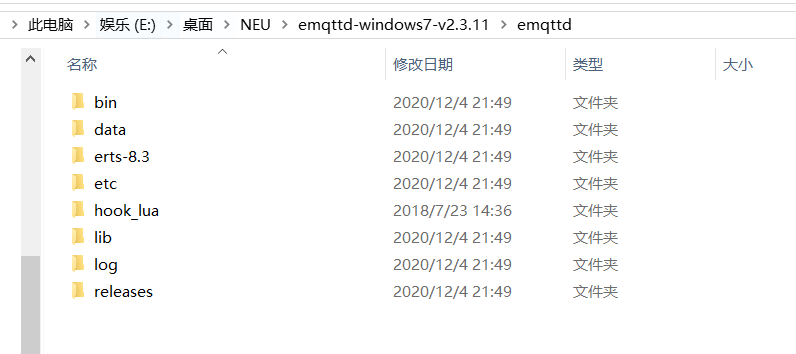 此电脑 > 娱乐 (E:) > 桌面 > NEU > emqttd-windows7-v2.3.11 > emqttd
名称 修改日期 类型 大小
bin 2020/12/4 21:49 文件夹
data 2020/12/4 21:49 文件夹
erts-8.3 2020/12/4 21:49 文件夹
etc 2020/12/4 21:49 文件夹
hook_lua 2018/7/23 14:36 文件夹
lib 2020/12/4 21:49 文件夹
log 2020/12/4 21:49 文件夹
releases 2020/12/4 21:49 文件夹